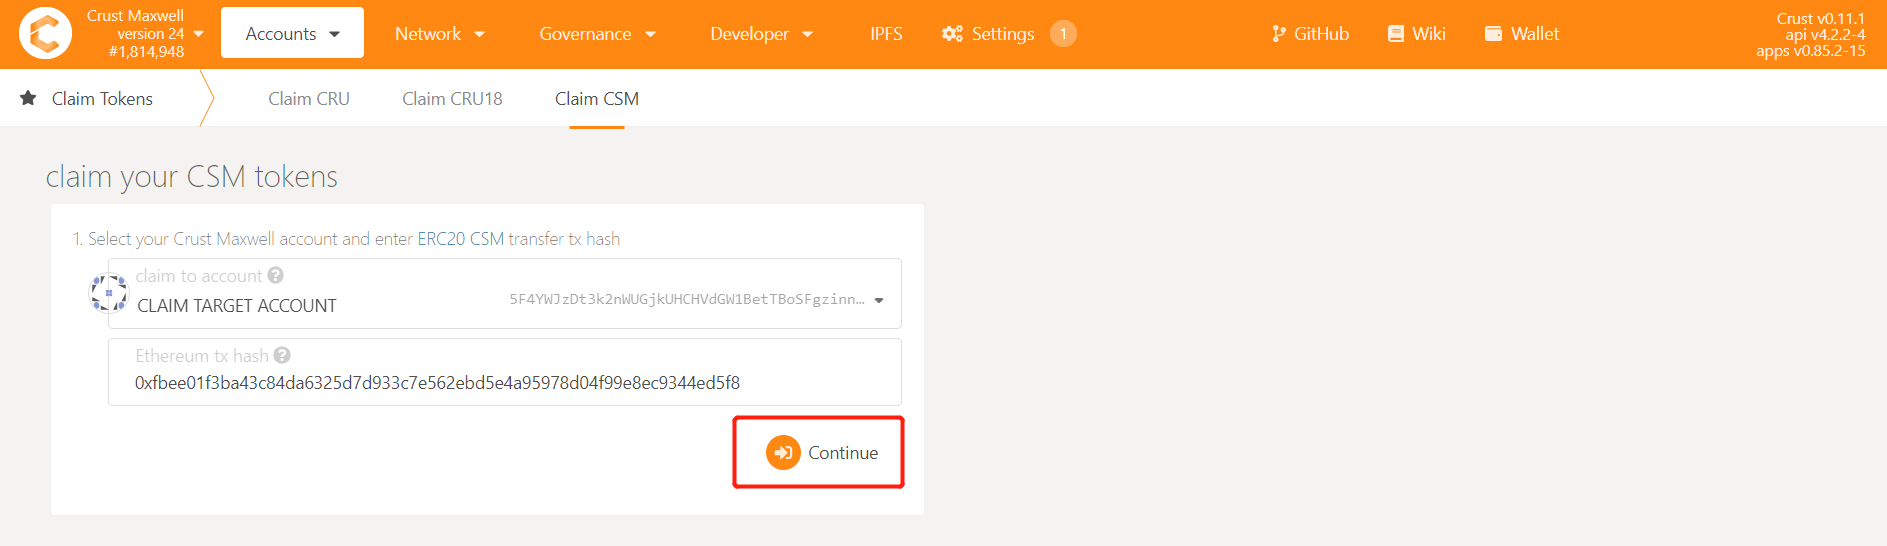 Crust Maxwell
version 24
#1,814,948
Accounts
Network
Governance
Developer
IPFS
Settings
1
GitHub
Wiki
Wallet
Crust v0.11.1
api v4.2.2-4
apps v0.85.2-15
Claim Tokens
Claim CRU
Claim CRU18
Claim CSM
claim your CSM tokens
1. Select your Crust Maxwell account and enter ERC20 CSM transfer tx hash
claim to account
CLAIM TARGET ACCOUNT
5F4YWJzDt3k2nWUGjkUHCHVdGW1BetTBoSFgzinn…
Ethereum tx hash
0xfbee01f3ba43c84da6325d7d933c7e562ebd5e4a95978d04f99e8ec9344ed5f8
Continue